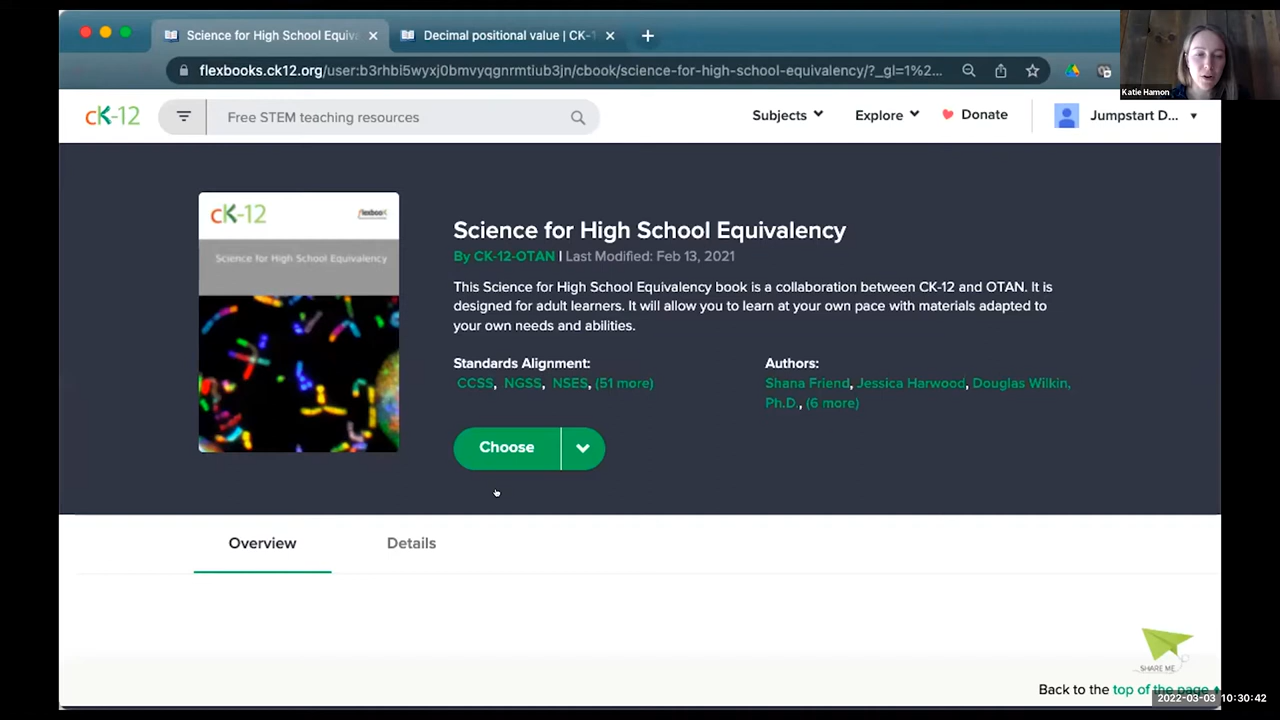 Science for High School Equiva
Decimal positional value | CK-1
flexbooks.ck12.org/user:b3rhbi5wyxj0bmvyqgnrmtiub3jn/cbook/science-for-high-school-equivalency/?_gl=1%2...
Katie Hamon
cK-12
Free STEM teaching resources
Subjects
Explore
Donate
Jumpstart D...
cK-12
flexbook
Science for High School Equivalency
Science for High School Equivalency
By CK-12-OTAN | Last Modified: Feb 13, 2021
This Science for High School Equivalency book is a collaboration between CK-12 and OTAN. It is
designed for adult learners. It will allow you to learn at your own pace with materials adapted to
your own needs and abilities.
Standards Alignment:
CCSS, NGSS, NSES, (51 more)
Authors:
Shana Friend, Jessica Harwood, Douglas Wilkin,
Ph.D., (6 more)
Choose
Overview
Details
SHARE ME
Back to the top of the page
2022-03-03 10:30:42